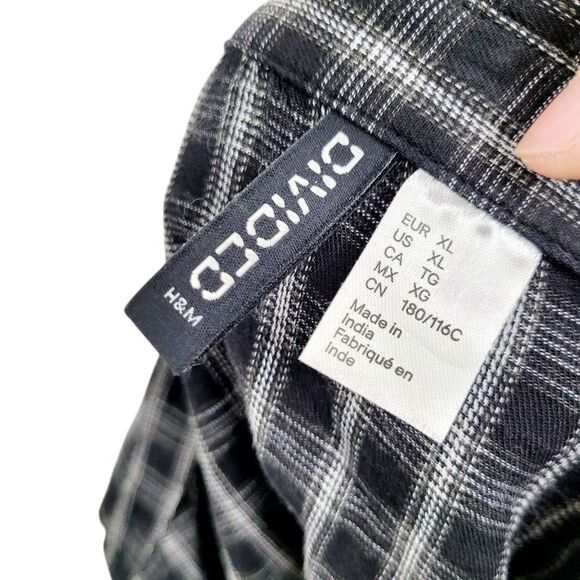 DIVIDED
H&M
EUR XL
US XL
CA TG
MX XG
CN 180/116C
Made in
India
Fabriqué en
Inde